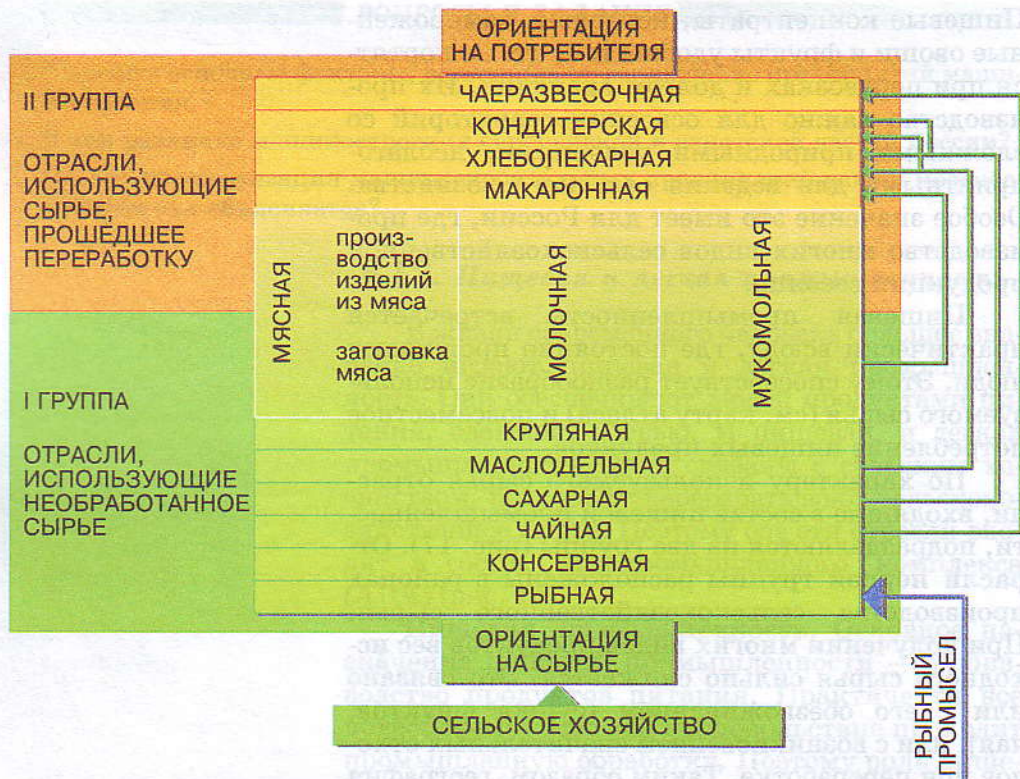 ОРИЕНТАЦИЯ
НА ПОТРЕБИТЕЛЯ
II ГРУППА
ОТРАСЛИ,
ИСПОЛЬЗУЮЩИЕ
СЫРЬЕ,
ПРОШЕДШЕЕ
ПЕРЕРАБОТКУ
ЧАЕРАЗВЕСОЧНАЯ
КОНДИТЕРСКАЯ
ХЛЕБОПЕКАРНАЯ
МАКАРОННАЯ
МЯСНАЯ
произ-
водство
изделий
из мяса
заготовка
мяса
МОЛОЧНАЯ
МУКОМОЛЬНАЯ
I ГРУППА
ОТРАСЛИ,
ИСПОЛЬЗУЮЩИЕ
НЕОБРАБОТАННОЕ
СЫРЬЕ
КРУПЯНАЯ
МАСЛОДЕЛЬНАЯ
САХАРНАЯ
ЧАЙНАЯ
КОНСЕРВНАЯ
РЫБНАЯ
ОРИЕНТАЦИЯ
НА СЫРЬЕ
СЕЛЬСКОЕ ХОЗЯЙСТВО
РЫБНЫЙ
ПРОМЫСЕЛ